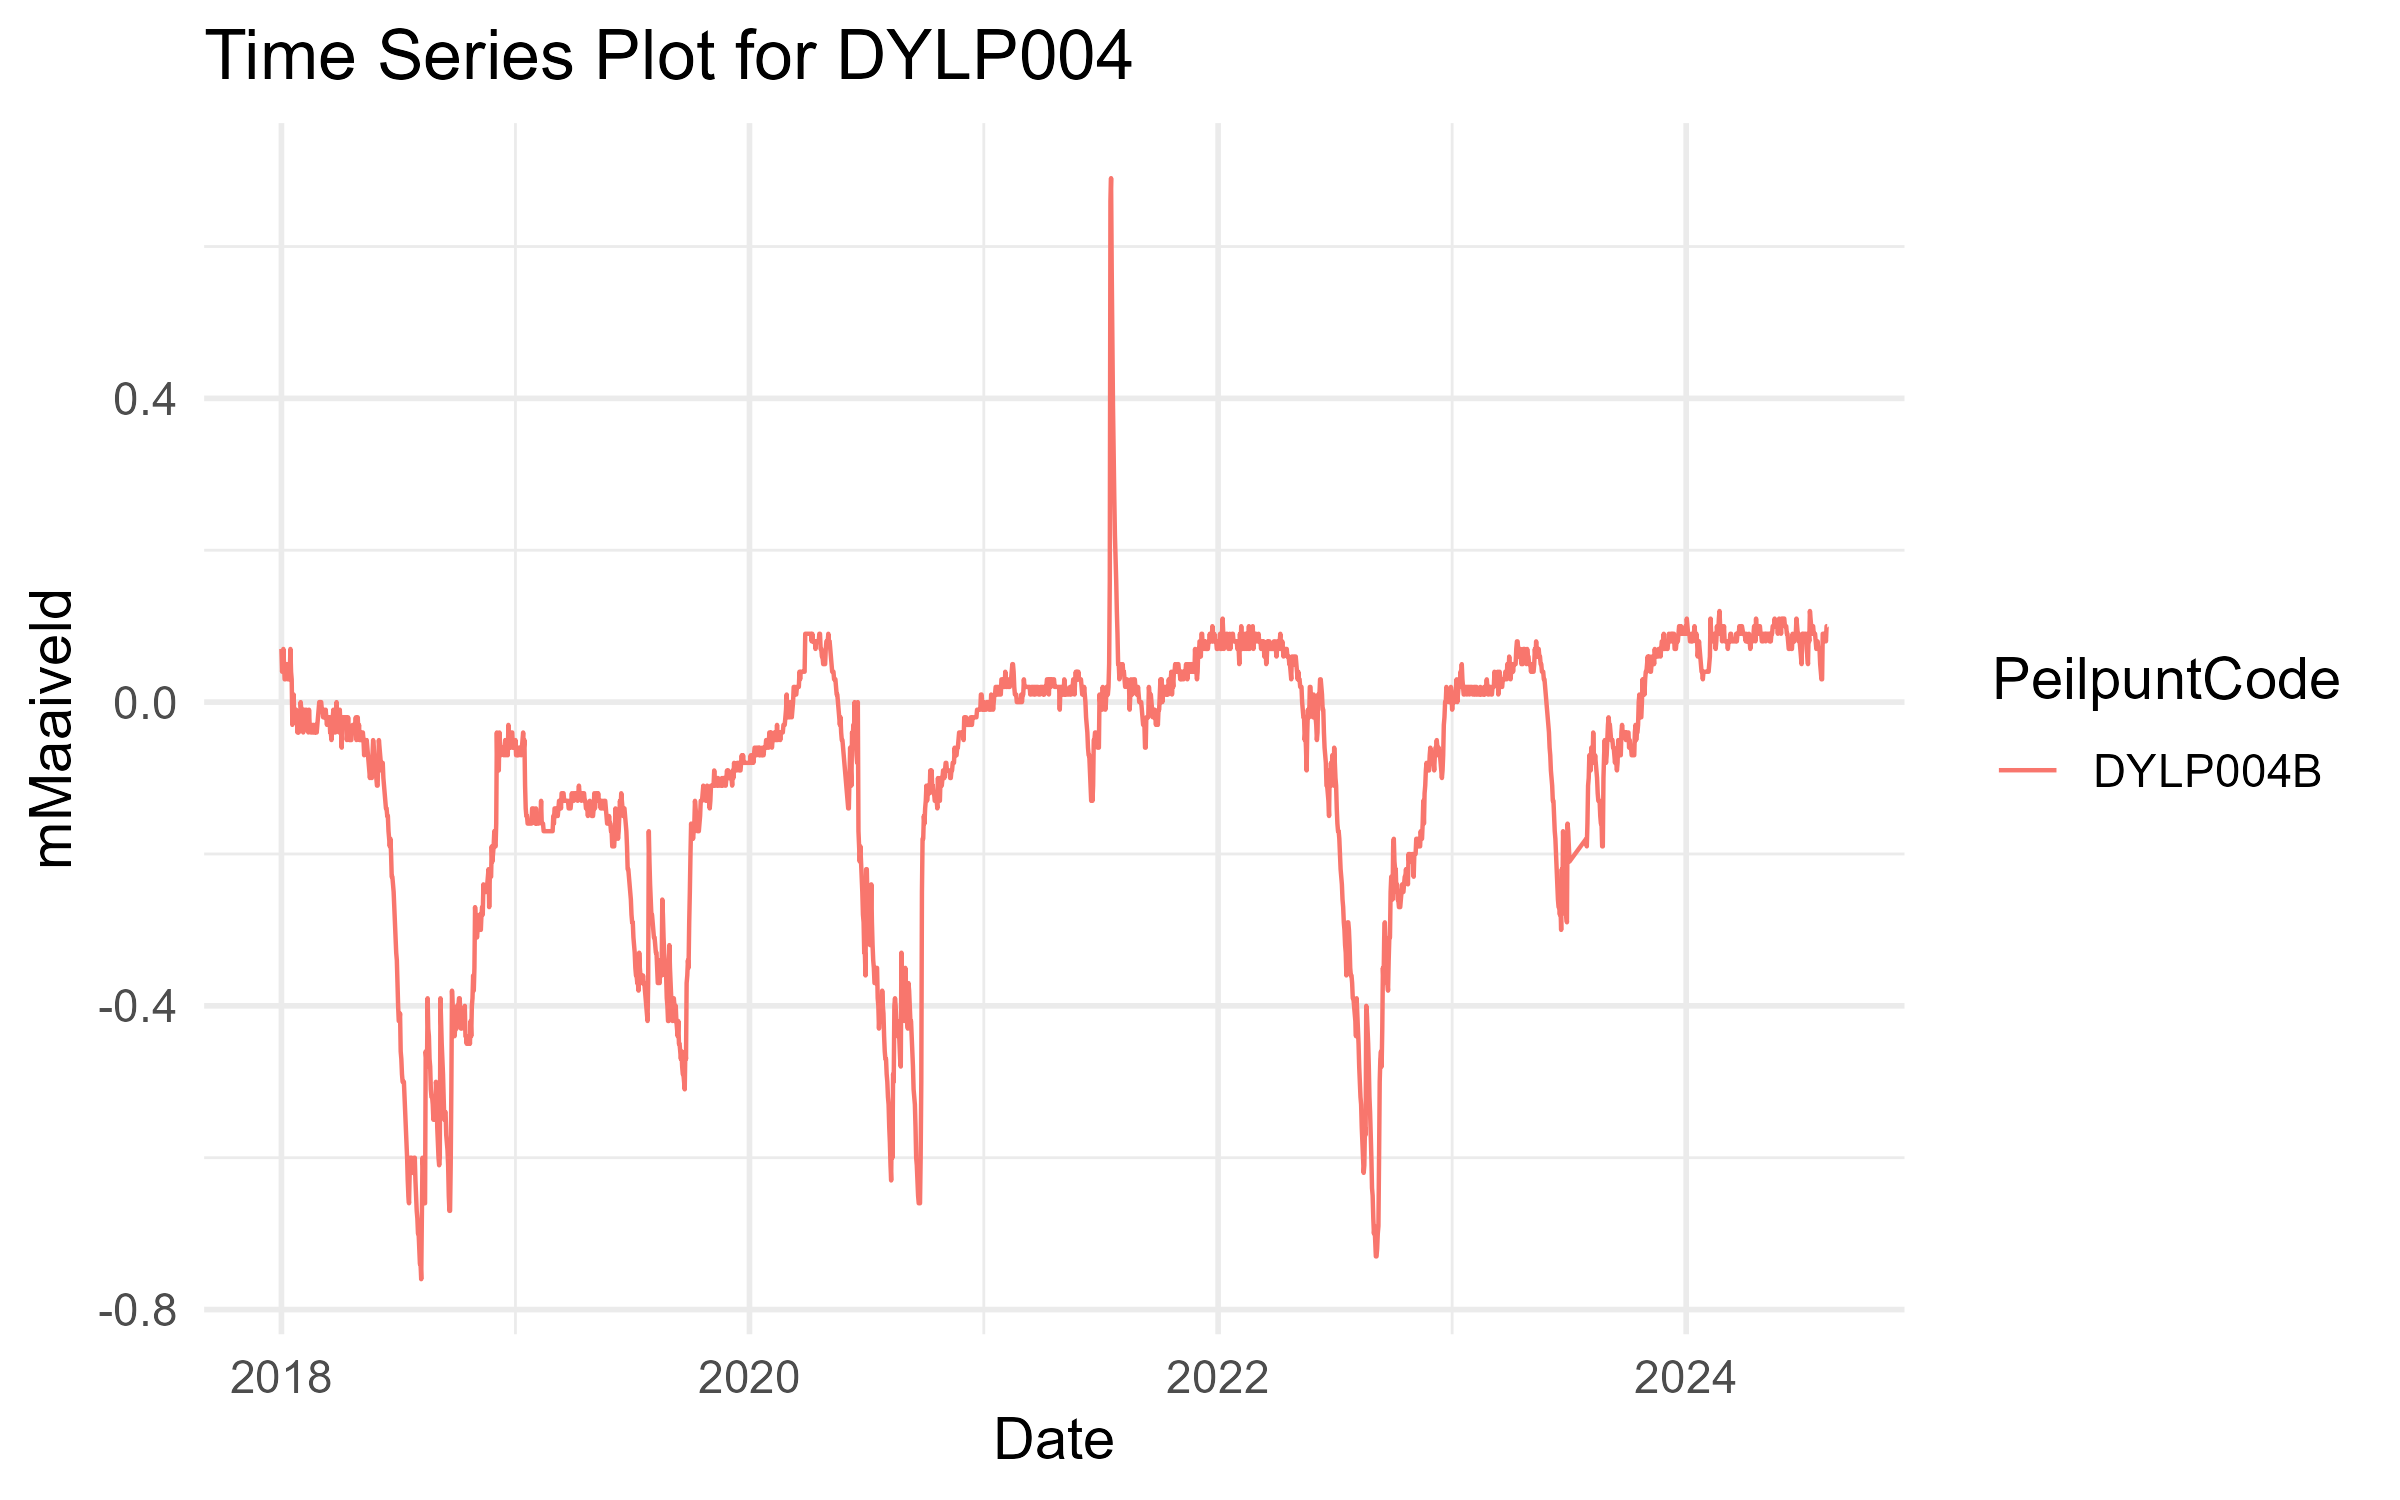 Time Series Plot for DYLP004
mMaaiveld
0.4
0.0
-0.4
-0.8
2018 2020 2022 2024
Date
PeilpuntCode
DYLP004B